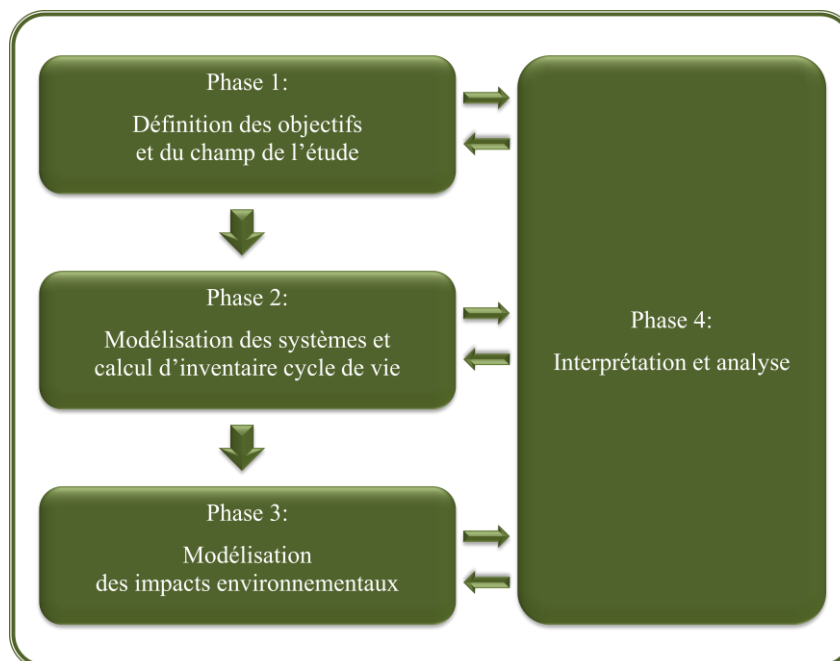 Phase 1:
Définition des objectifs
et du champ de l’étude
Phase 2:
Modélisation des systèmes et
calcul d’inventaire cycle de vie
Phase 3:
Modélisation
des impacts environnementaux
Phase 4:
Interprétation et analyse